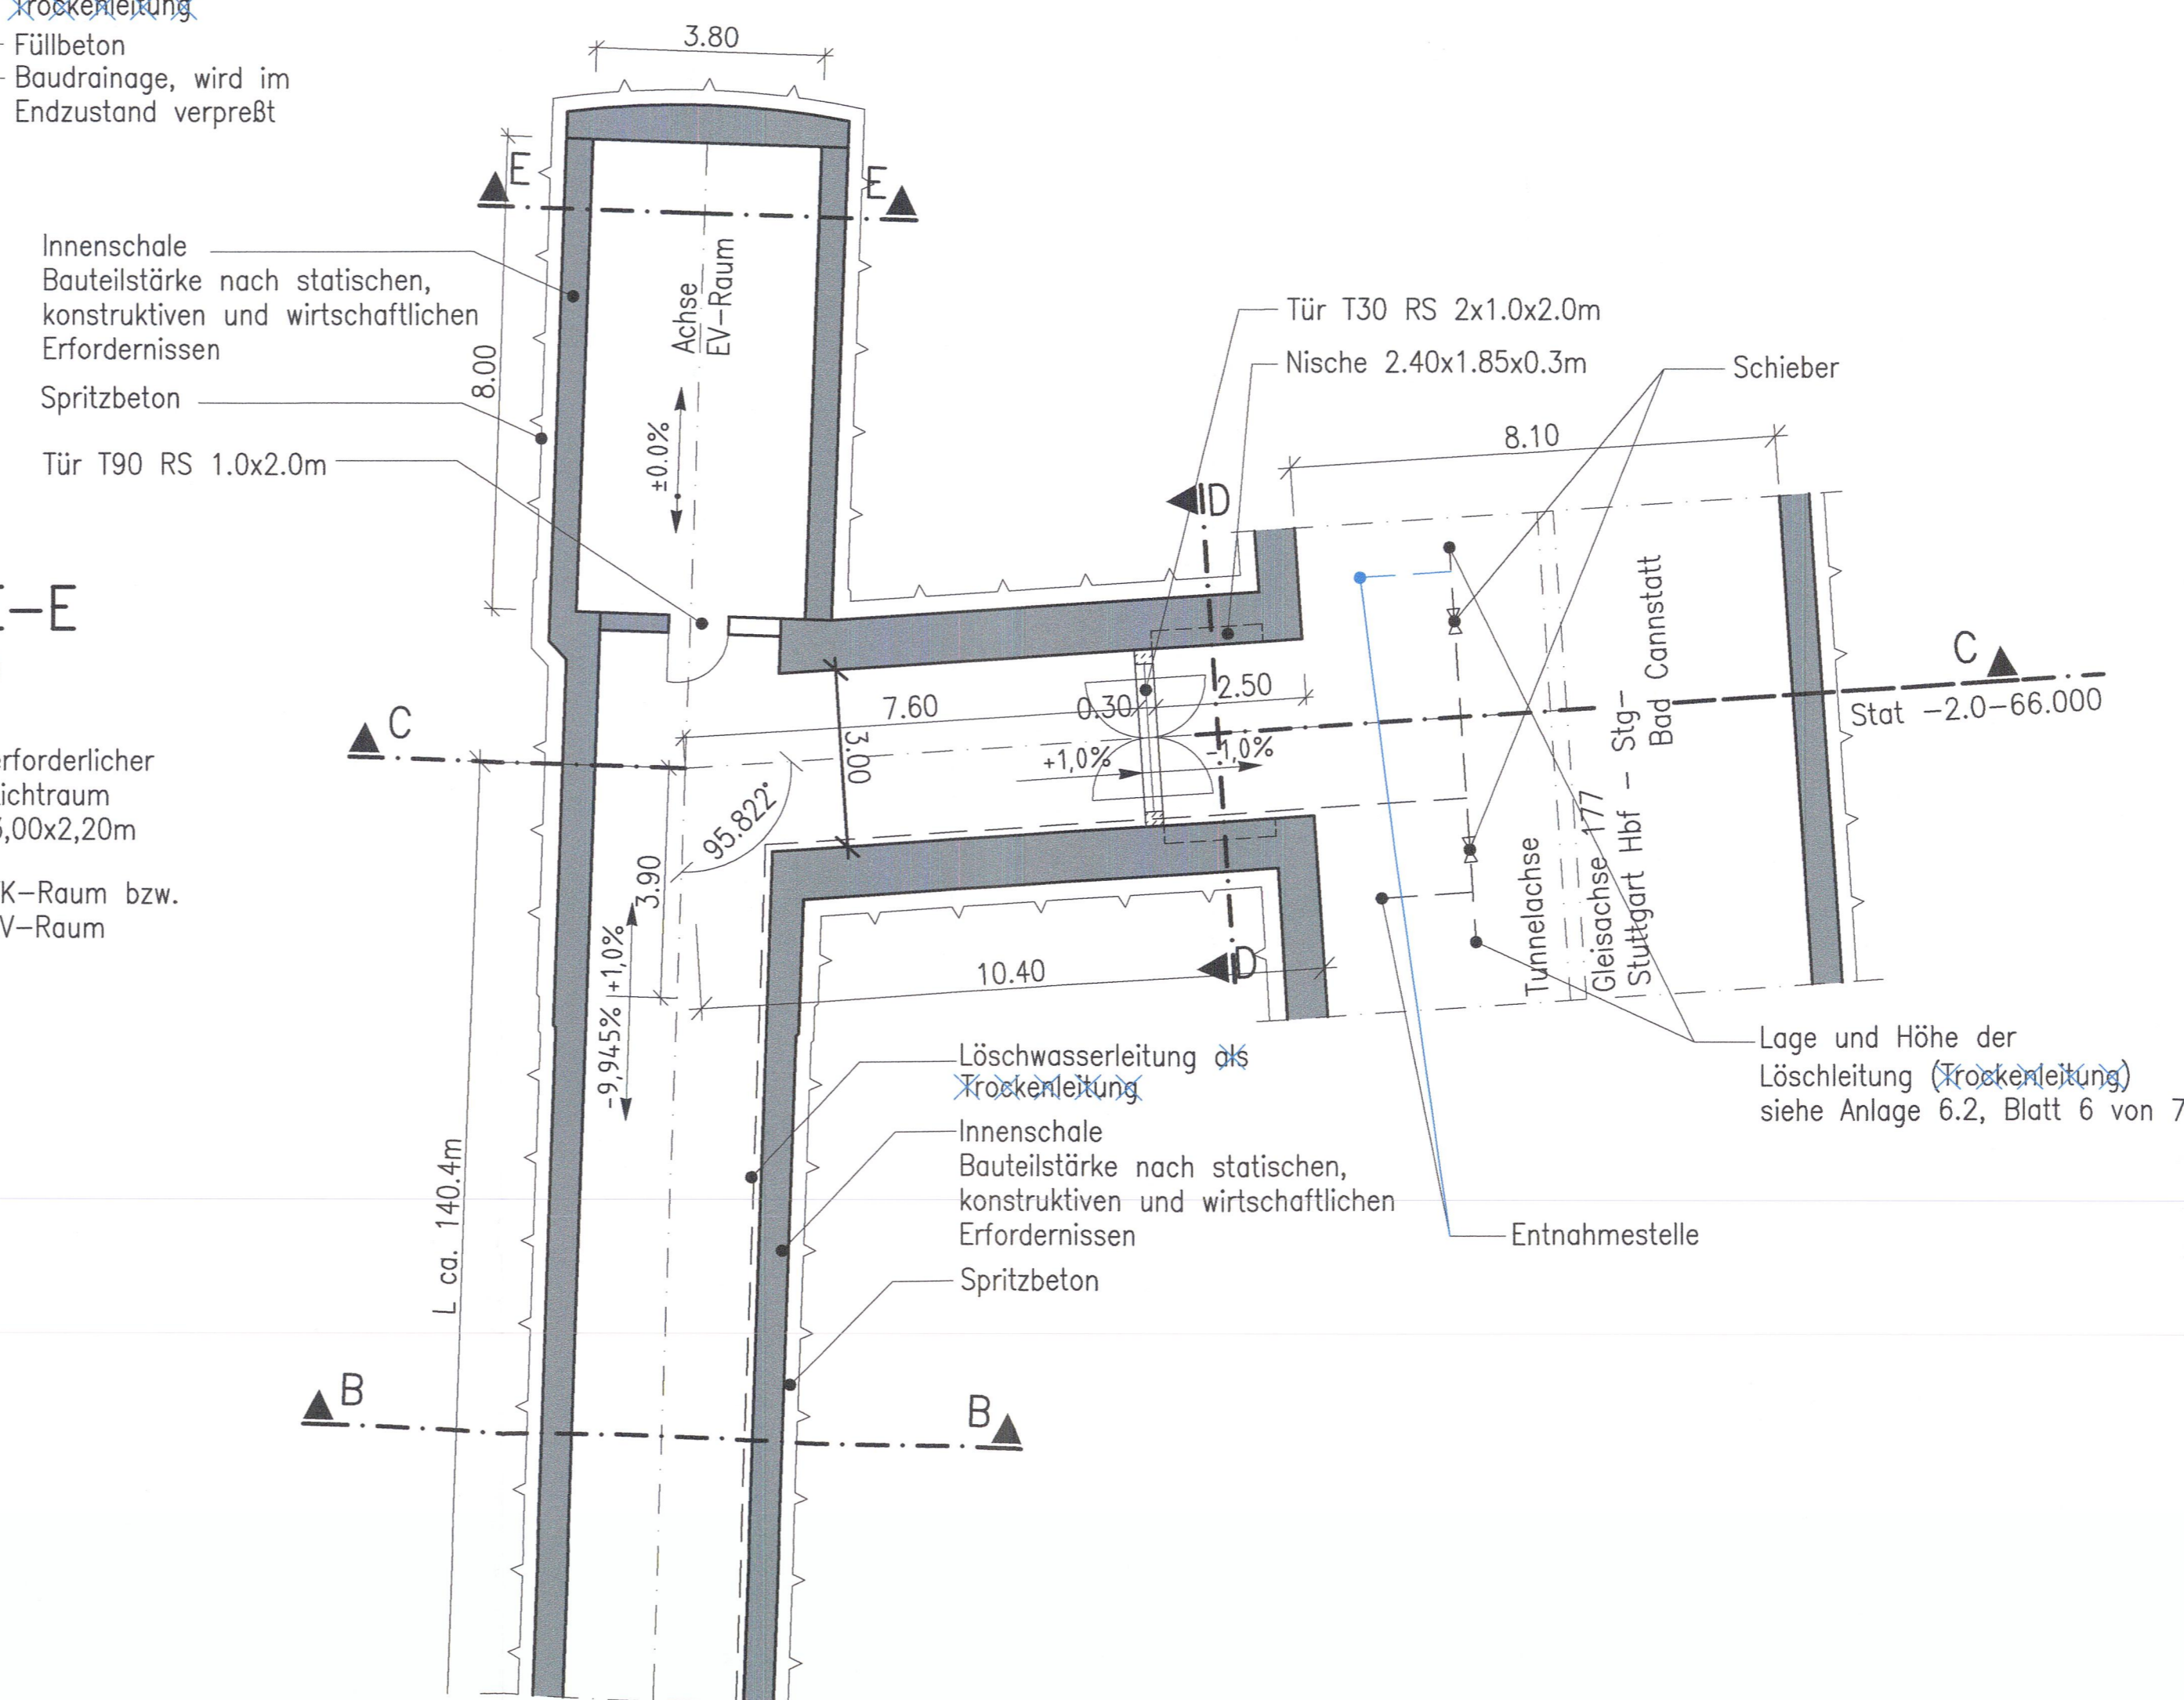 Trockenleitung
Füllbeton
Baudrainage, wird im
Endzustand verpreßt
3.80
E
E
Innenschale
Bauteilstärke nach statischen,
konstruktiven und wirtschaftlichen
Erfordernissen
8.00
Spritzbeton
Tür T90 RS 1.0x2.0m
Achse
EV-Raum
±0.0%
Tür T30 RS 2x1.0x2.0m
Nische 2.40x1.85x0.3m
Schieber
8.10
D
E-E
C
7.60
0.30
2.50
3.00
+1,0%
-1,0%
95.822°
3.90
-9,945%
+1,0%
10.40
D
C
Stat -2.0-66.000
Tunnelachse
Gleisachse 177
Stuttgart Hbf - Stg-
Bad Cannstatt
erforderlicher
Lichtraum
3,00x2,20m
K-Raum bzw.
V-Raum
Löschwasserleitung als
Trockenleitung
Innenschale
Bauteilstärke nach statischen,
konstruktiven und wirtschaftlichen
Erfordernissen
Spritzbeton
Lage und Höhe der
Löschleitung (Trockenleitung)
siehe Anlage 6.2, Blatt 6 von 7
Entnahmestelle
L ca. 140.4m
B
B